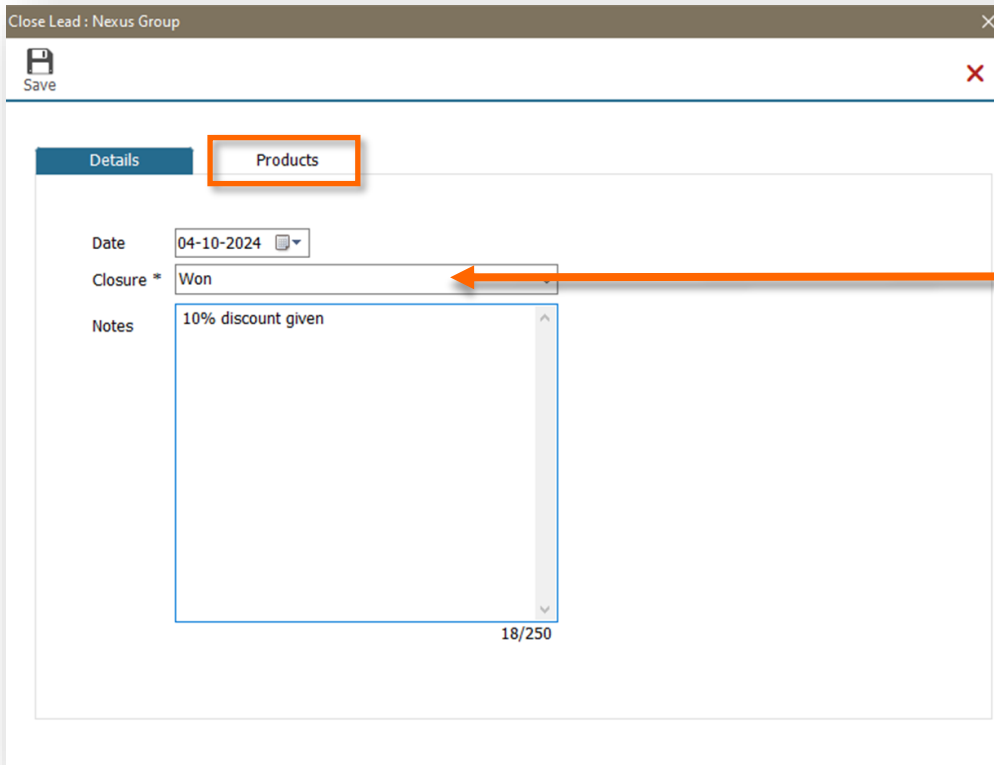 Close Lead : Nexus Group
Save
Details
Products
Date
04-10-2024
Closure *
Won
Notes
10% discount given
18/250